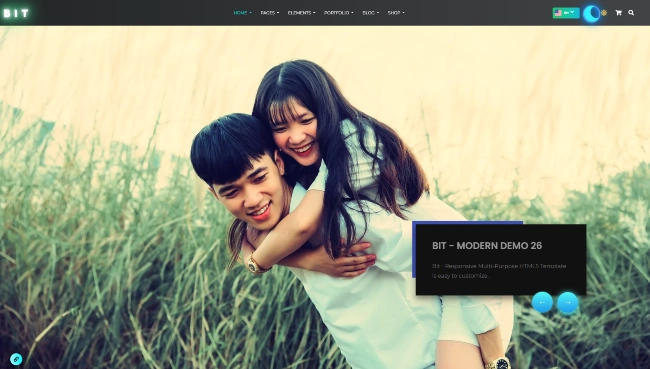 BIT
HOME PAGES ELEMENTS PORTFOLIO BLOG SHOP
BIT - MODERN DEMO 26
Bit - Responsive Multi-Purpose HTML5 Template
is easy to customize.